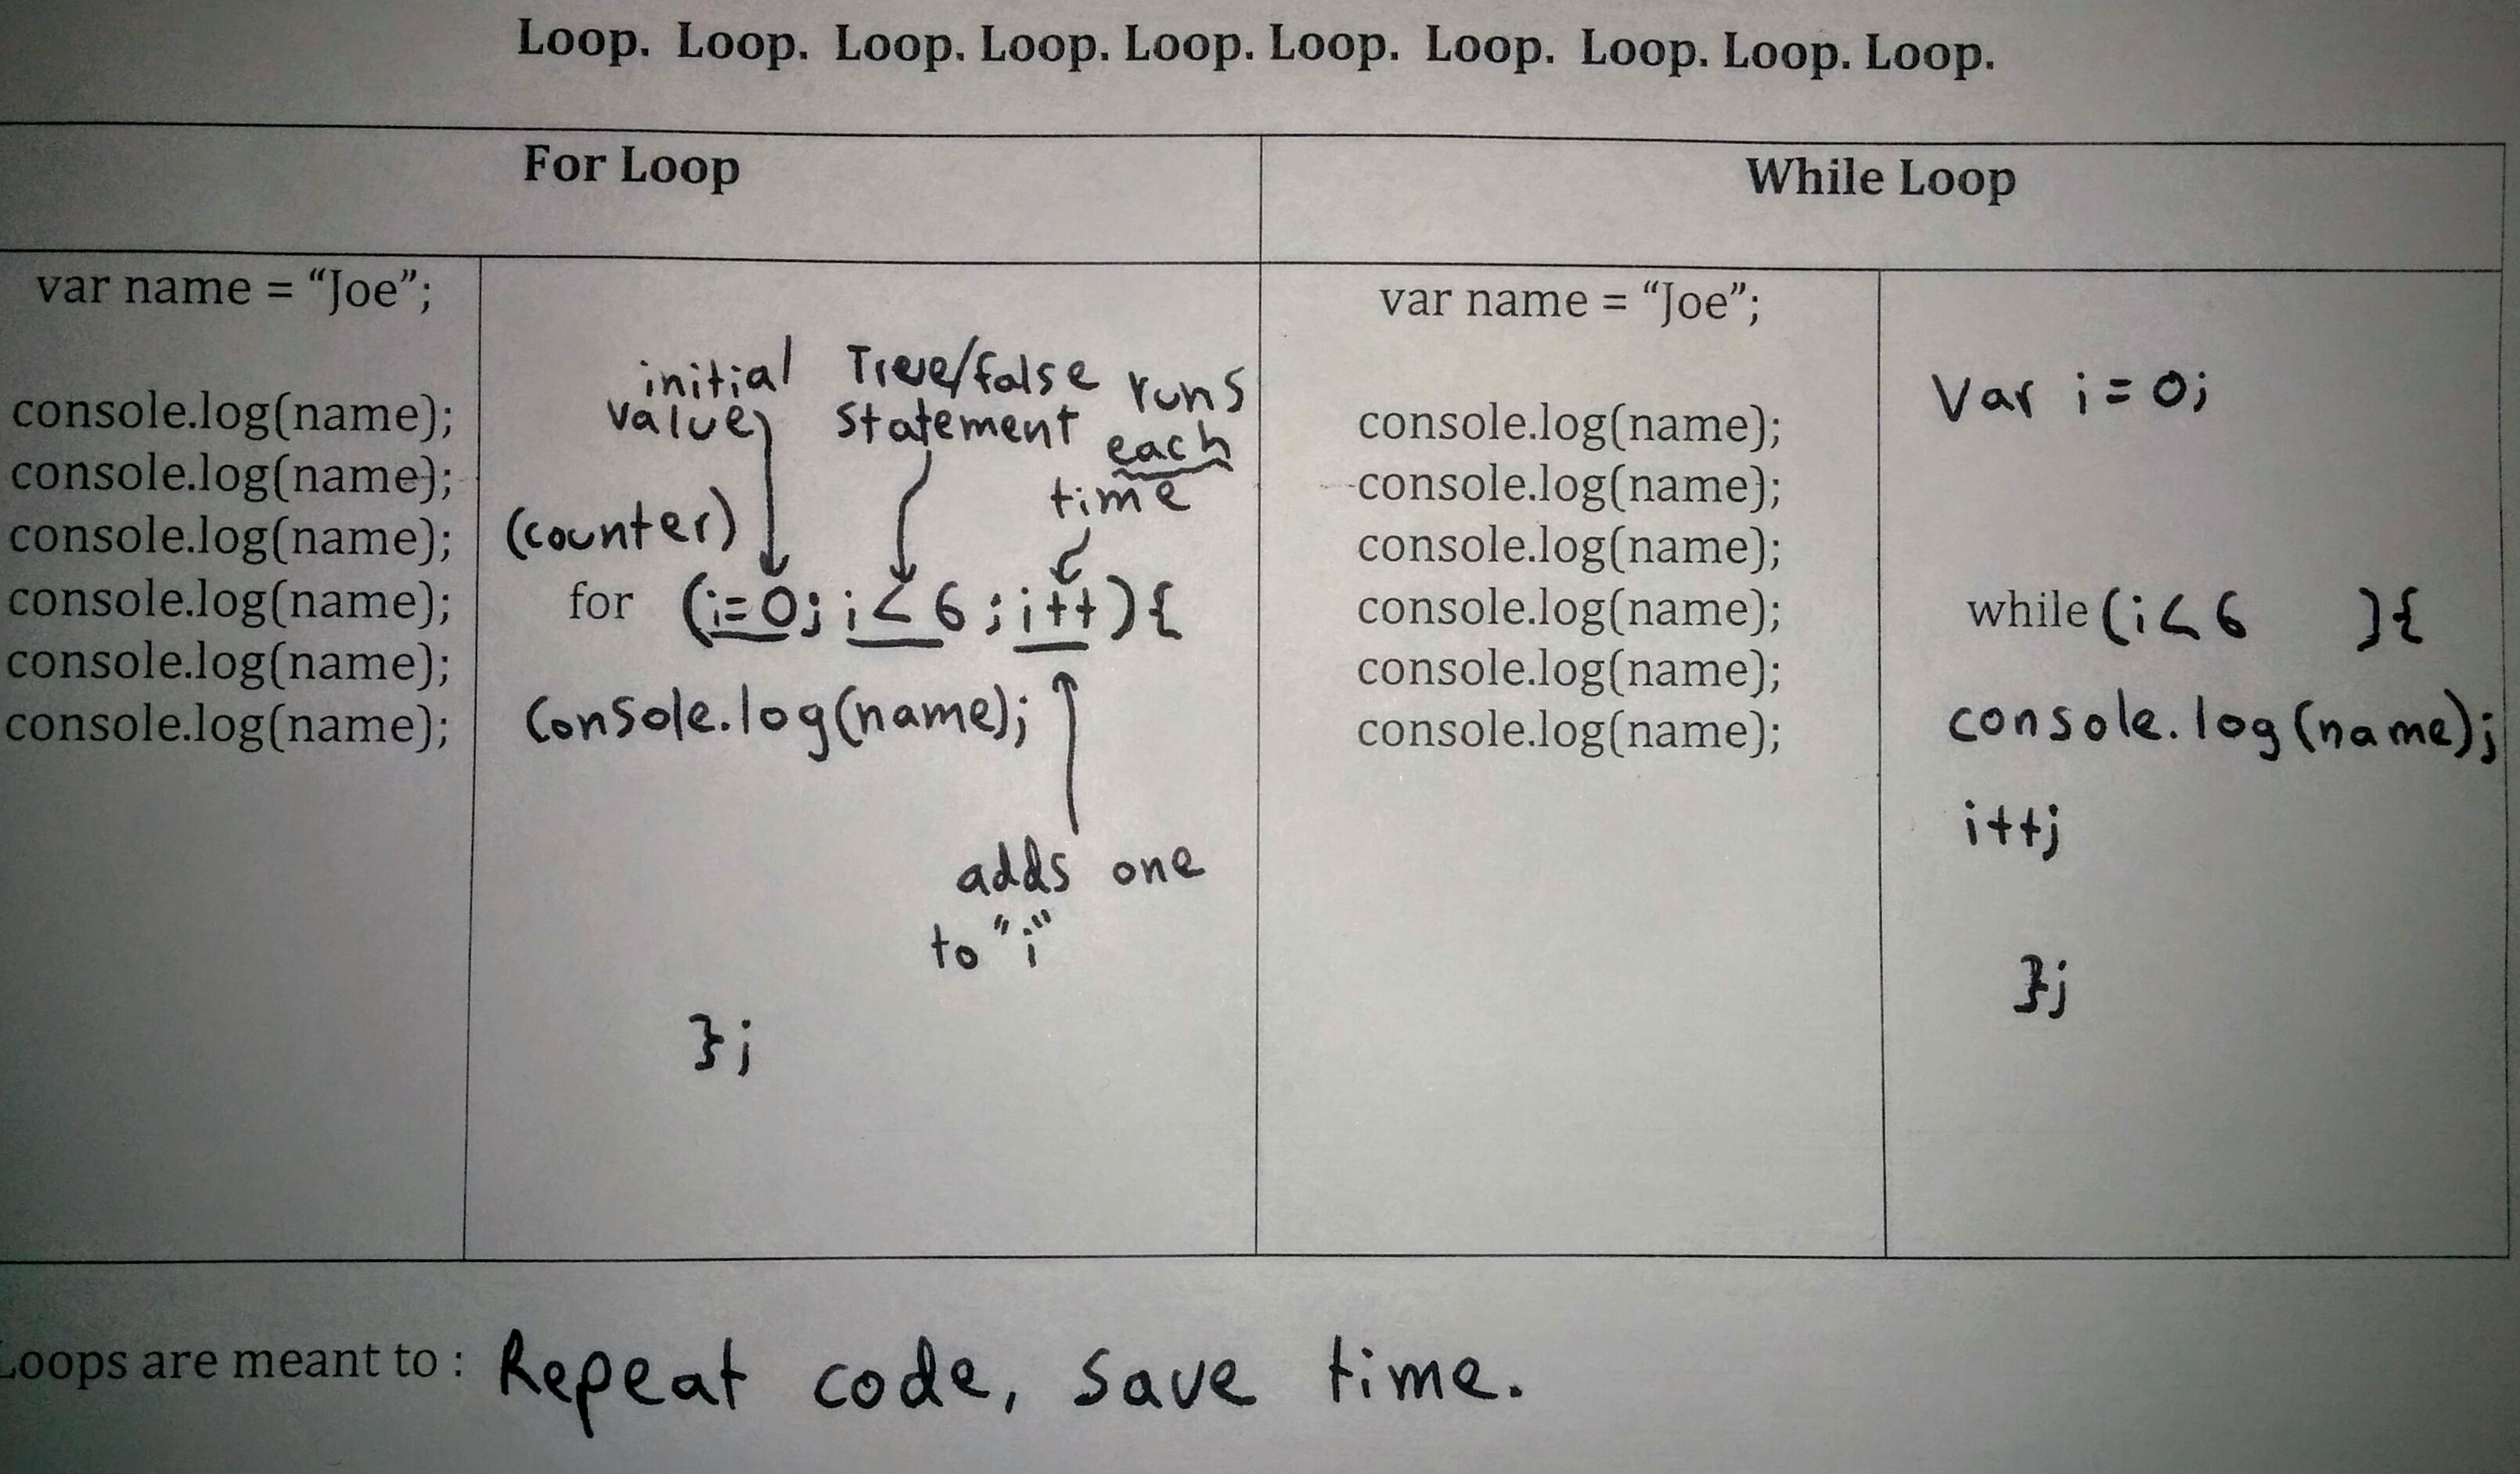 Loop. Loop. Loop. Loop. Loop. Loop. Loop. Loop. Loop. Loop.
For Loop
var name = “Joe”;
console.log(name);
console.log(name);
console.log(name);
console.log(name);
console.log(name);
console.log(name);
initial
value
True/false
statement
runs
each
time
(counter)
for (i=0; i<6; i++){
console.log(name);
adds one
to "i"
};
While Loop
var name = “Joe”;
console.log(name);
console.log(name);
console.log(name);
console.log(name);
console.log(name);
console.log(name);
Var i=0;
while (i<6 ){
console.log(name);
i++;
};
Loops are meant to : Repeat code, save time.